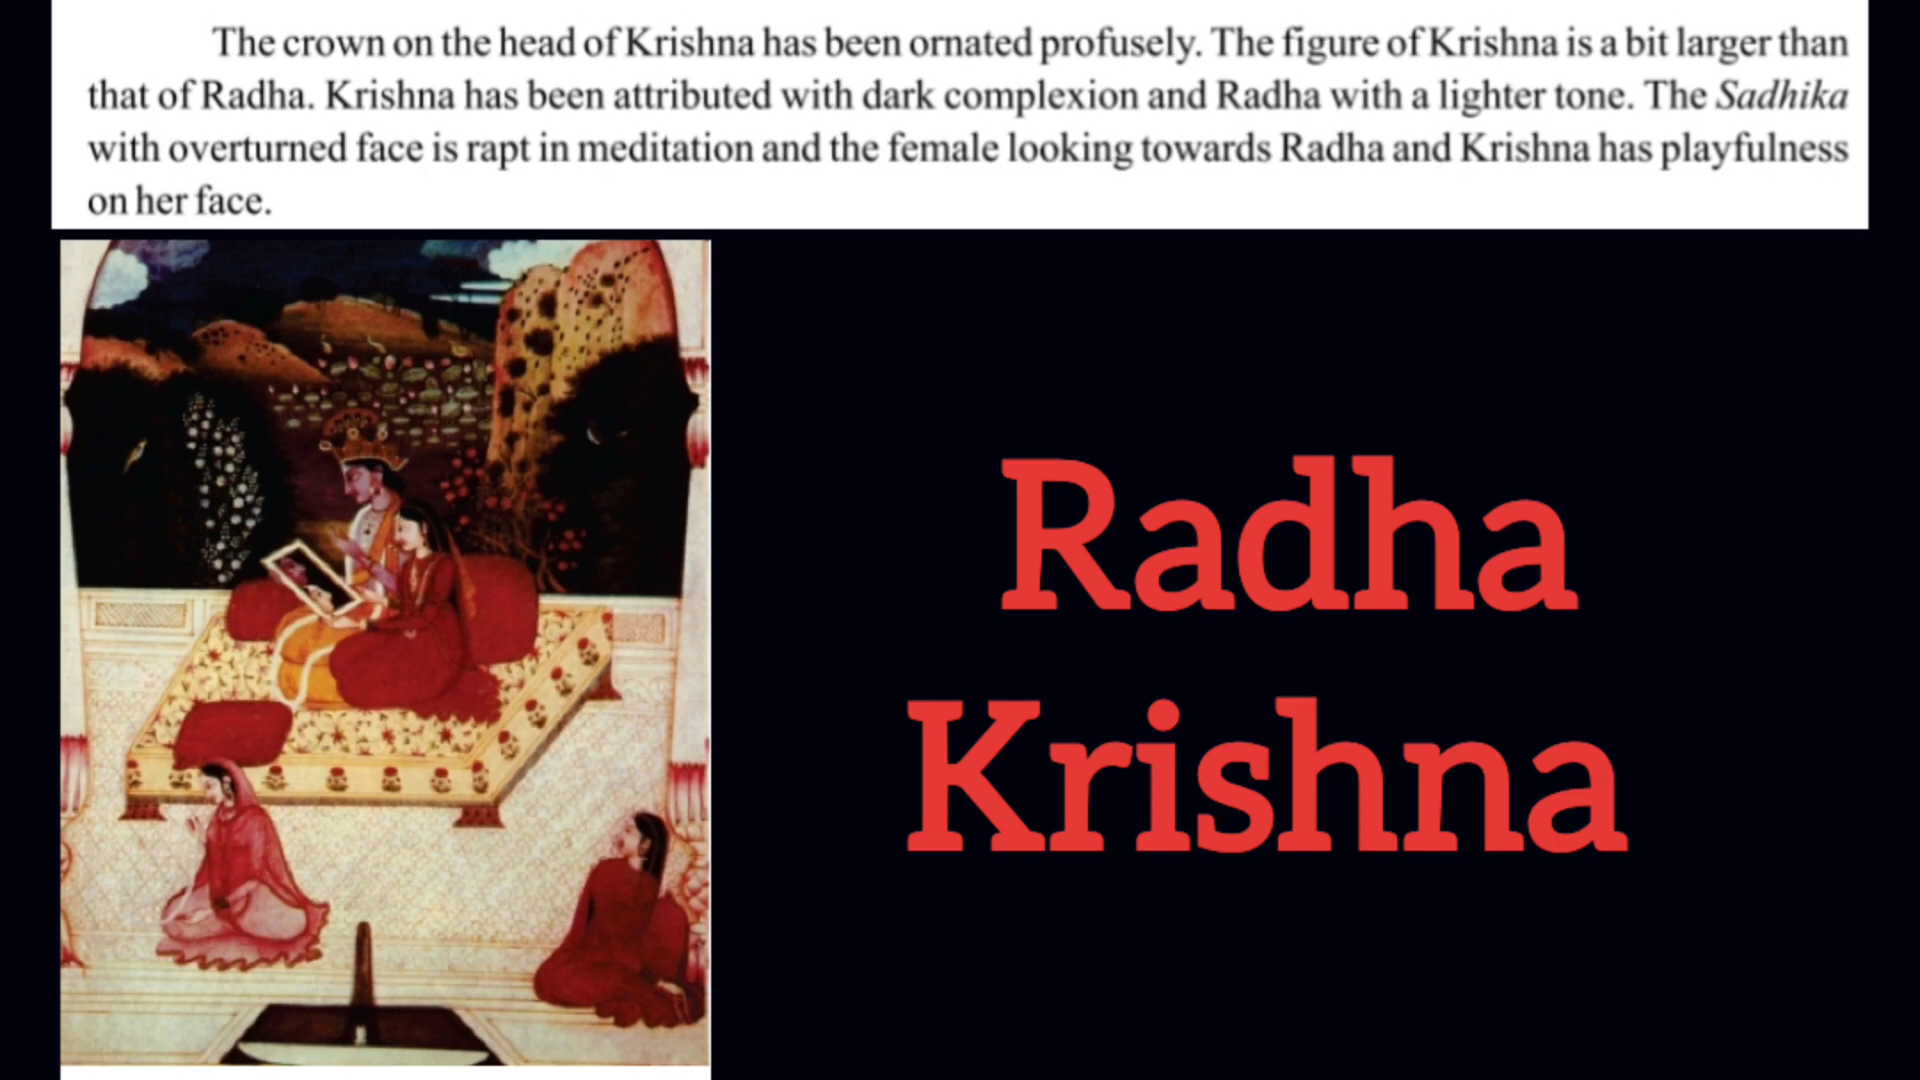 The crown on the head of Krishna has been ornated profusely. The figure of Krishna is a bit larger than
that of Radha. Krishna has been attributed with dark complexion and Radha with a lighter tone. The Sadhika
with overturned face is rapt in meditation and the female looking towards Radha and Krishna has playfulness
on her face.
Radha
Krishna